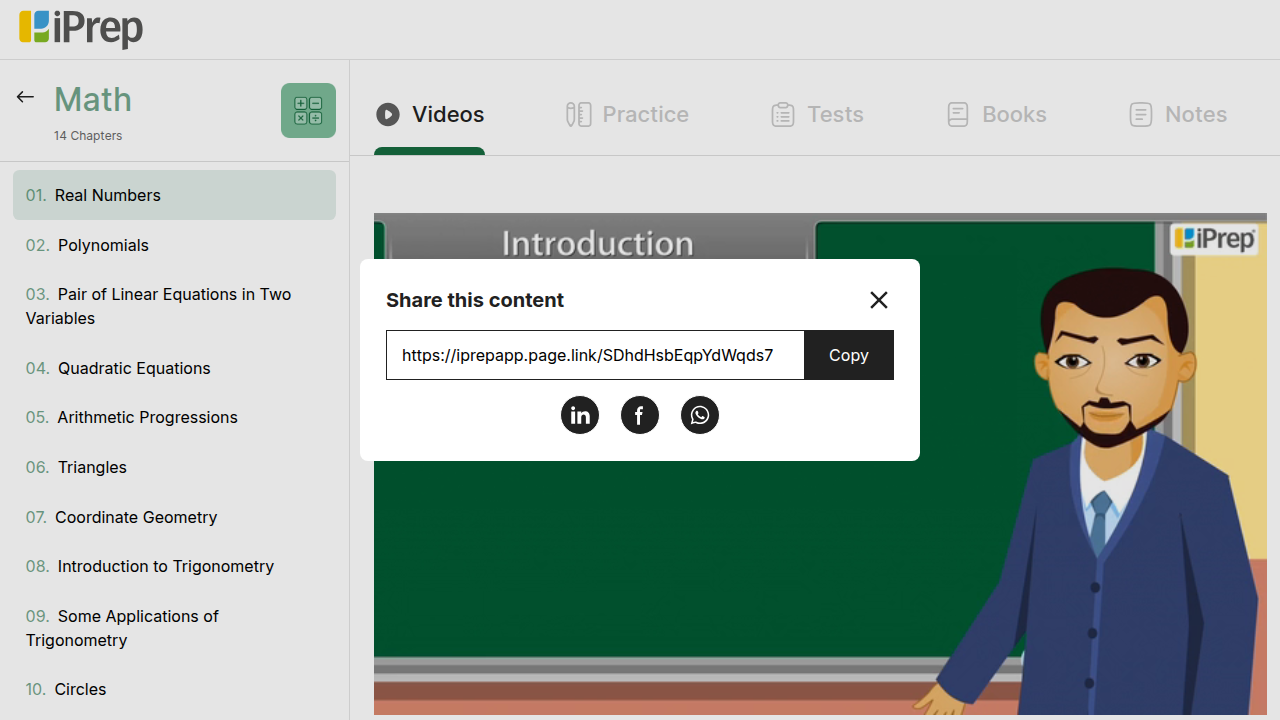 iPrep
Math
14 Chapters
Videos
Practice
Tests
Books
Notes
01. Real Numbers
02. Polynomials
03. Pair of Linear Equations in Two
Variables
04. Quadratic Equations
05. Arithmetic Progressions
06. Triangles
07. Coordinate Geometry
08. Introduction to Trigonometry
09. Some Applications of
Trigonometry
10. Circles
Introduction
iPrep
Share this content
https://iprepapp.page.link/SDhdHsbEqpYdWqds7
Copy
in
f